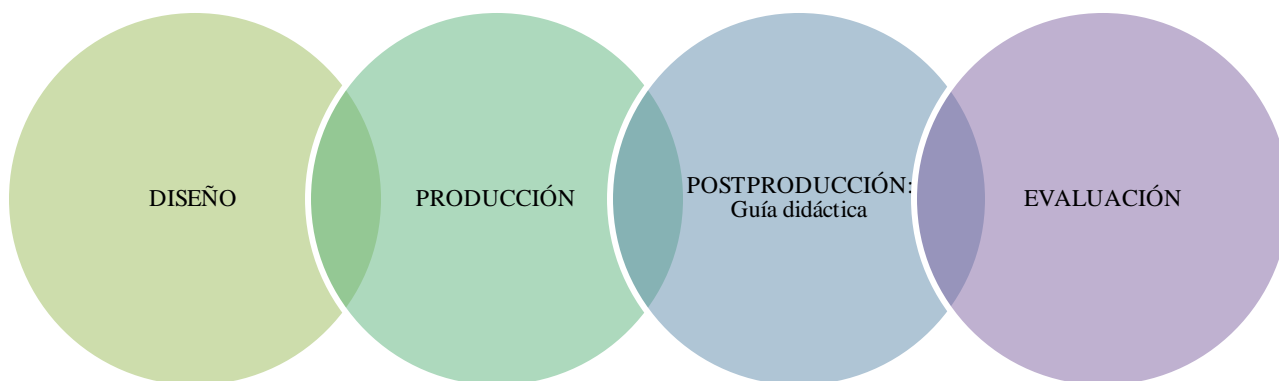 DISEÑO
PRODUCCIÓN
POSTPRODUCCIÓN:
Guía didáctica
EVALUACIÓN